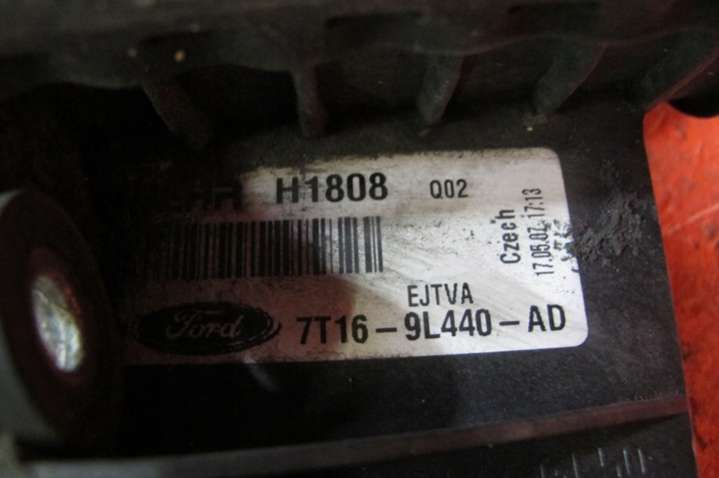 H1808 Q02
Czech
17.05.07 17:13
EJTVA
Ford 7T16-9L440-AD